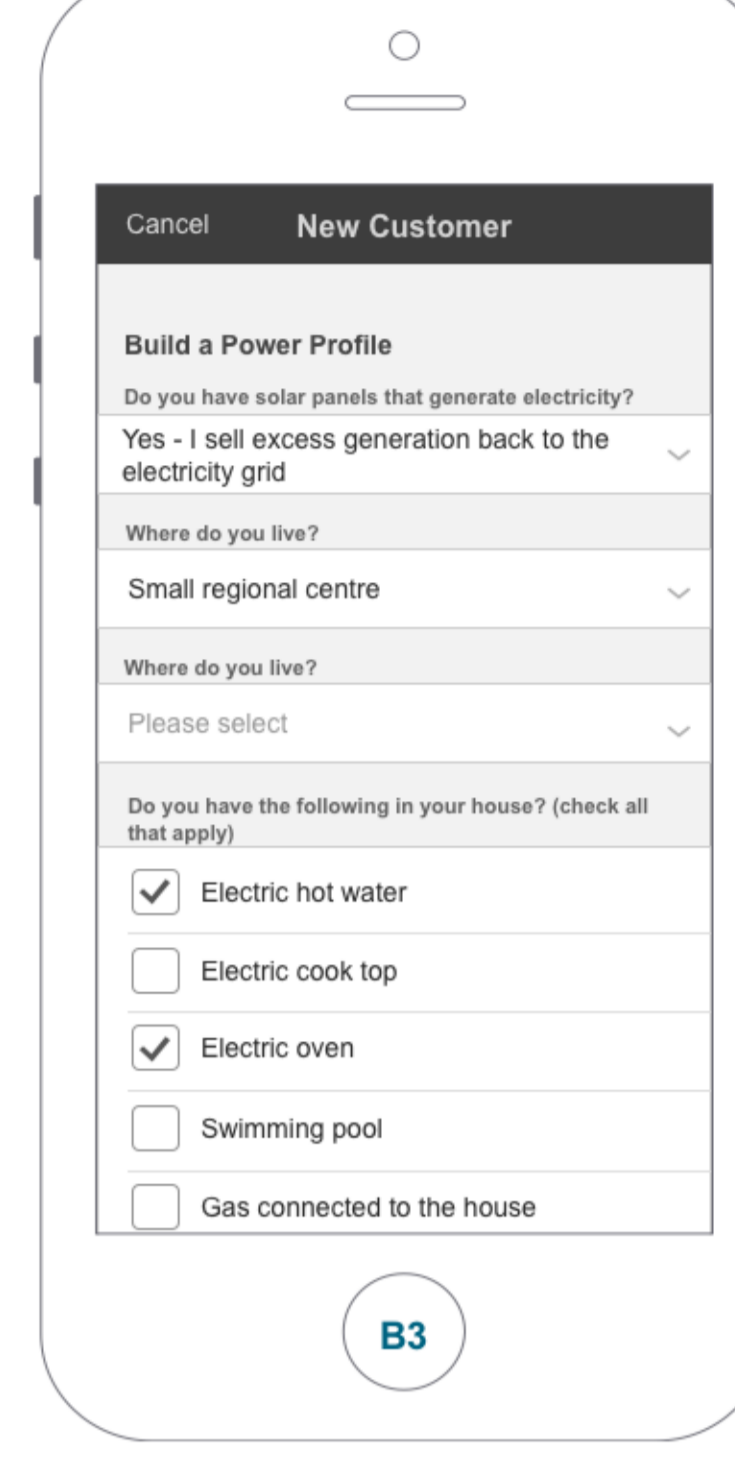 Cancel New Customer
Build a Power Profile
Do you have solar panels that generate electricity?
Yes - I sell excess generation back to the
electricity grid
Where do you live?
Small regional centre
Where do you live?
Please select
Do you have the following in your house? (check all
that apply)
Electric hot water
Electric cook top
Electric oven
Swimming pool
Gas connected to the house
B3